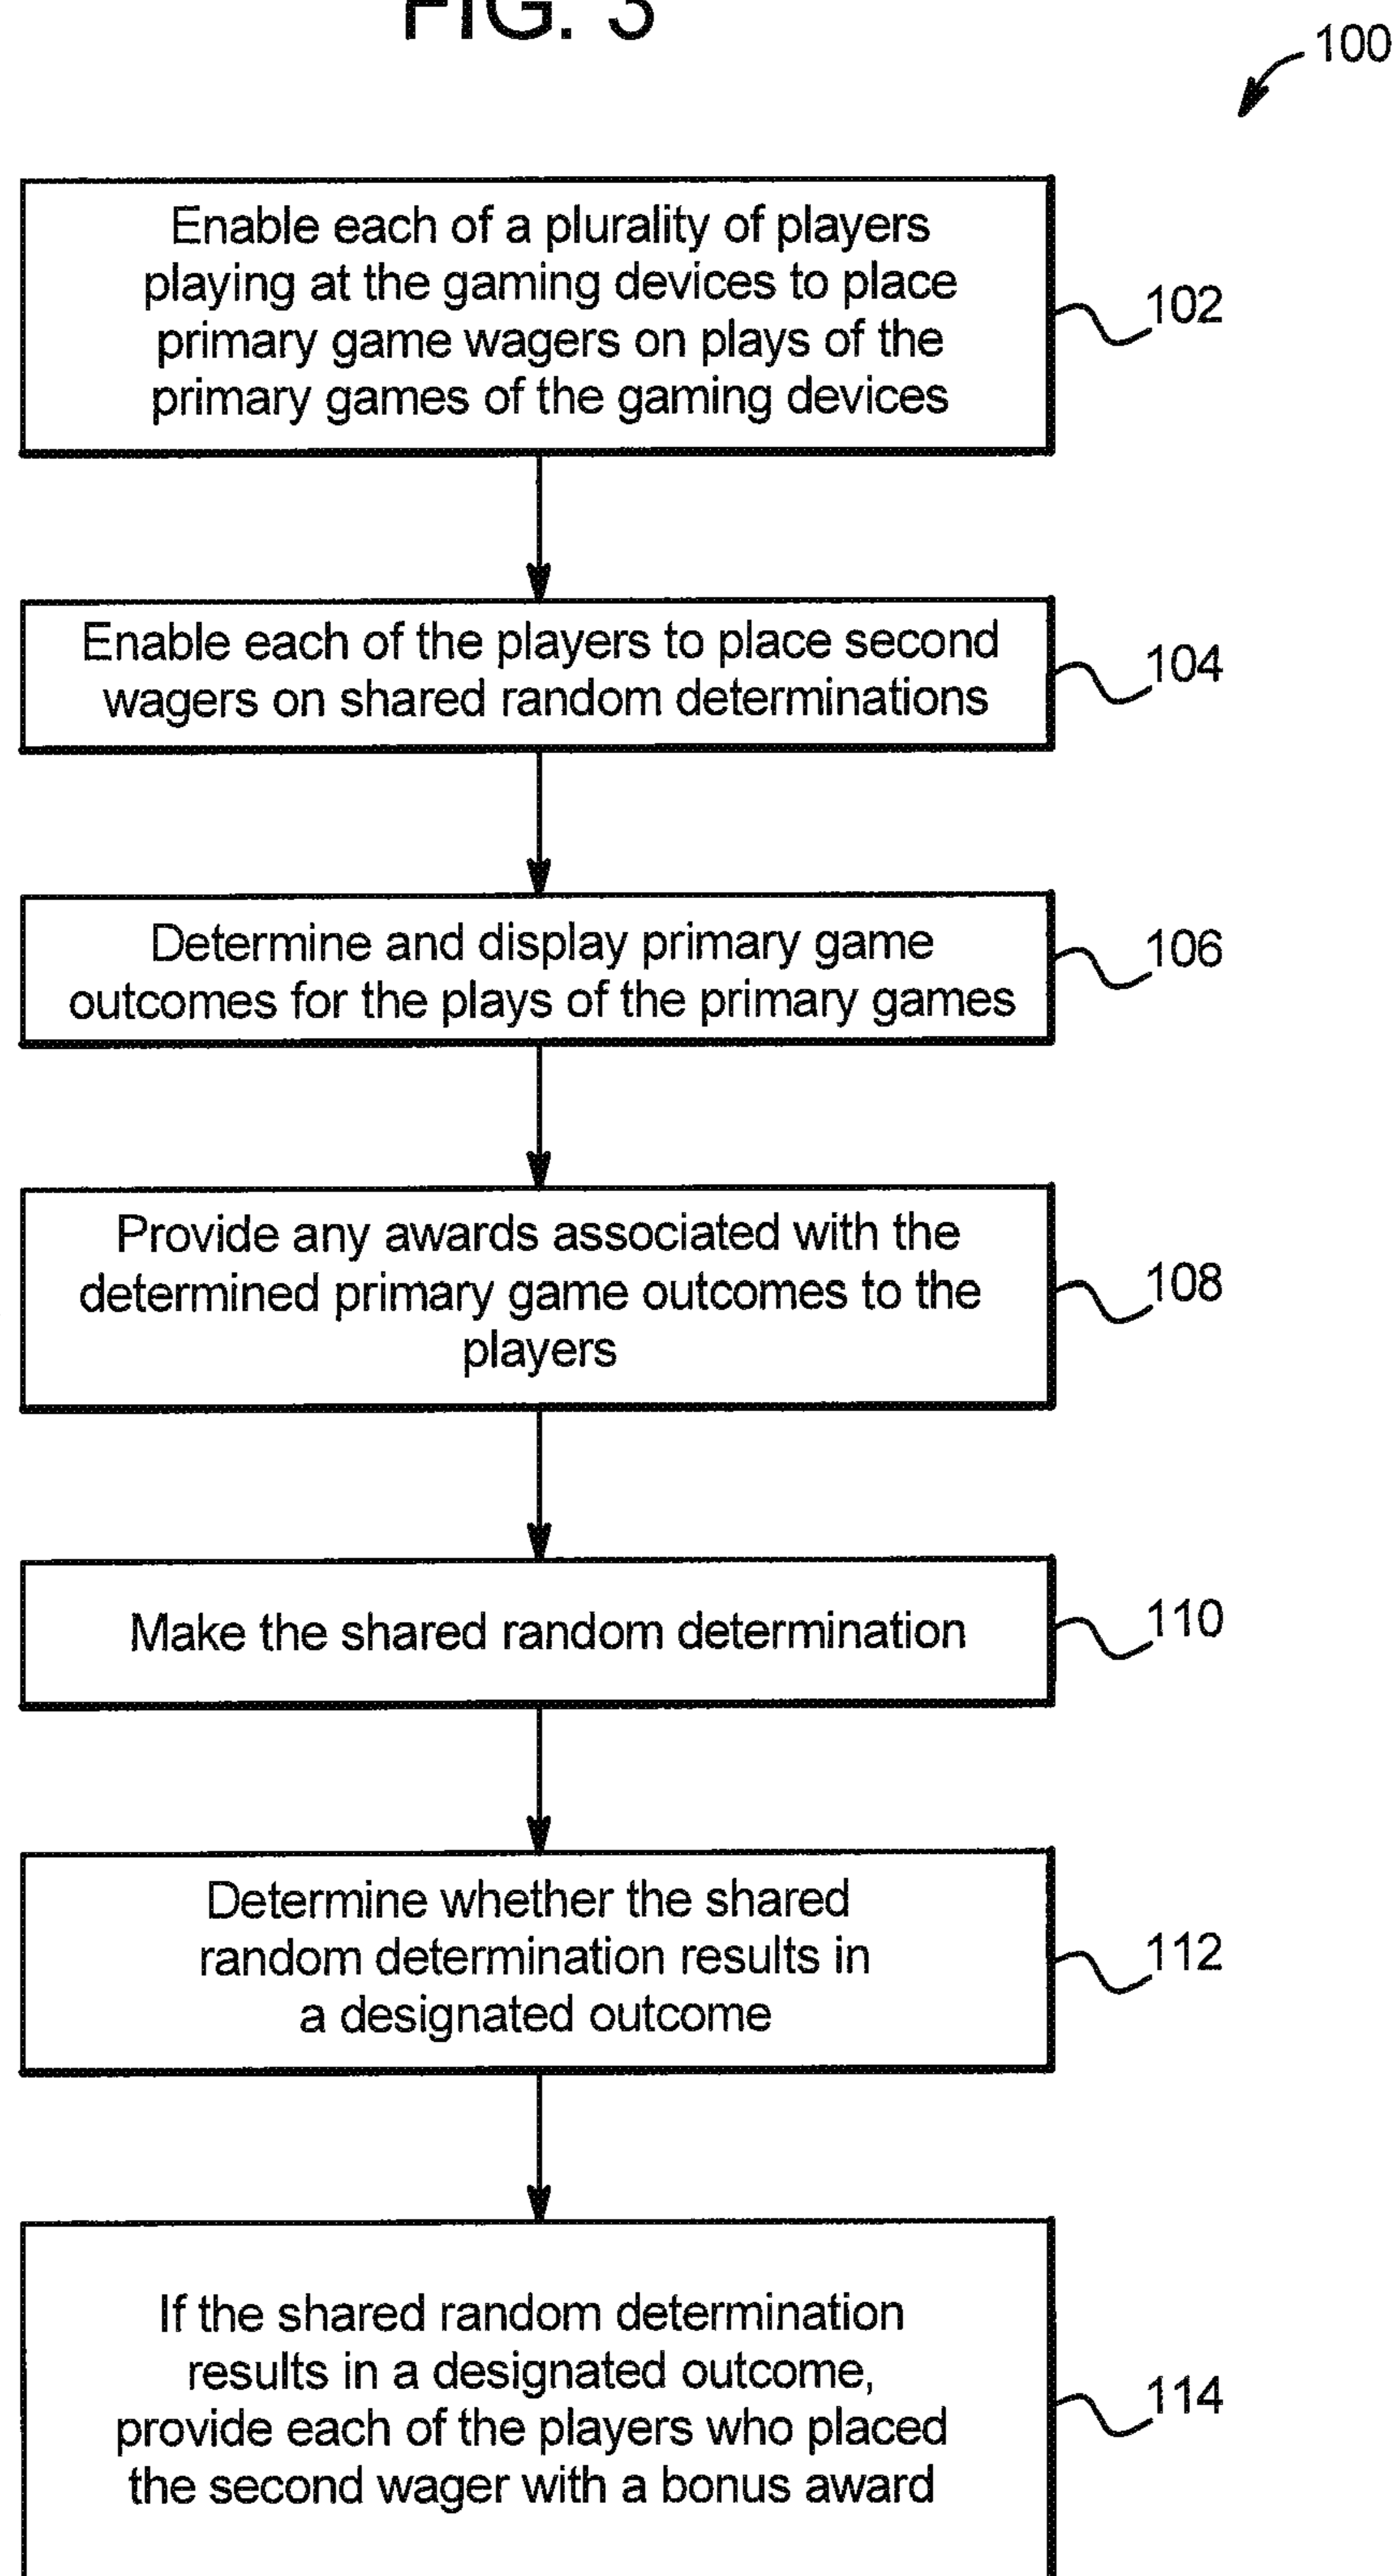 FIG. 3
100
Enable each of a plurality of players
playing at the gaming devices to place
primary game wagers on plays of the
primary games of the gaming devices
102
Enable each of the players to place second
wagers on shared random determinations
104
Determine and display primary game
outcomes for the plays of the primary games
106
Provide any awards associated with the
determined primary game outcomes to the
players
108
Make the shared random determination
110
Determine whether the shared
random determination results in
a designated outcome
112
If the shared random determination
results in a designated outcome,
provide each of the players who placed
the second wager with a bonus award
114